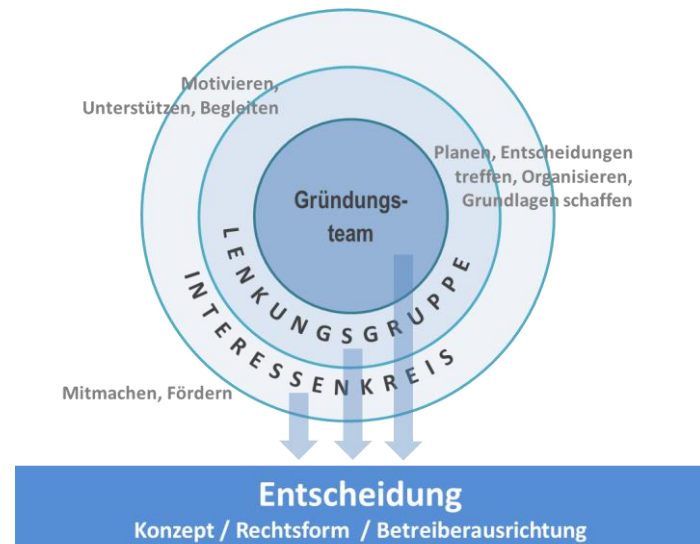 Motivieren,
Unterstützen, Begleiten
Planen, Entscheidungen
treffen, Organisieren,
Grundlagen schaffen
Gründungs-
team
LENKUNGSGRUPPE
INTERESSENKREIS
Mitmachen, Fördern
Entscheidung
Konzept / Rechtsform / Betreiberausrichtung